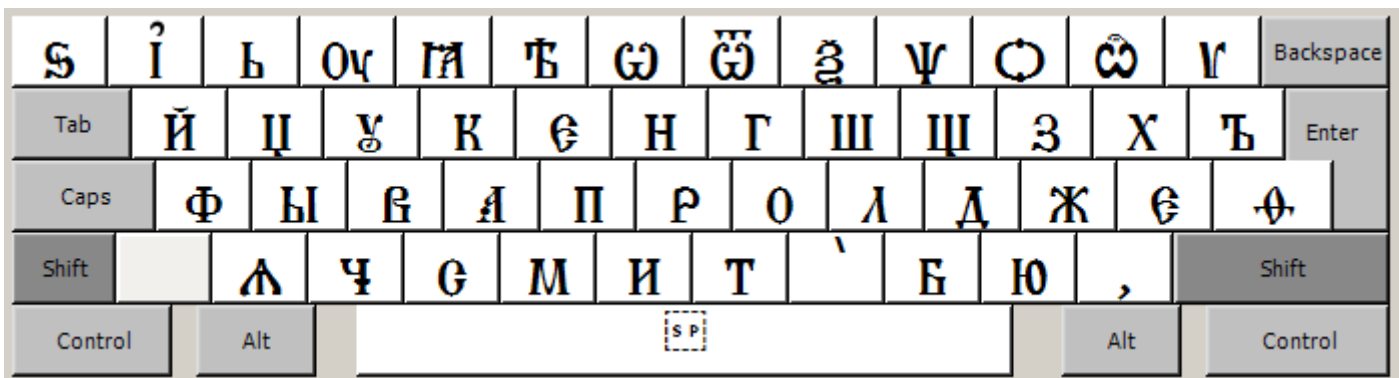 Ѕ І҆ Ь Ѹ Ꙗ Ѣ Ѡ Ѿ Ѯ Ѱ Ѻ Ѽ Ѵ Backspace
Tab Й Ц Ꙋ К Є Н Г Ш Щ З Х Ъ Enter
Caps Ф Ы В А П Р О Л Д Ж Є Ѳ
Shift Ѧ Ч С М И Т ` Б Ю , Shift
Control Alt SP Alt Control